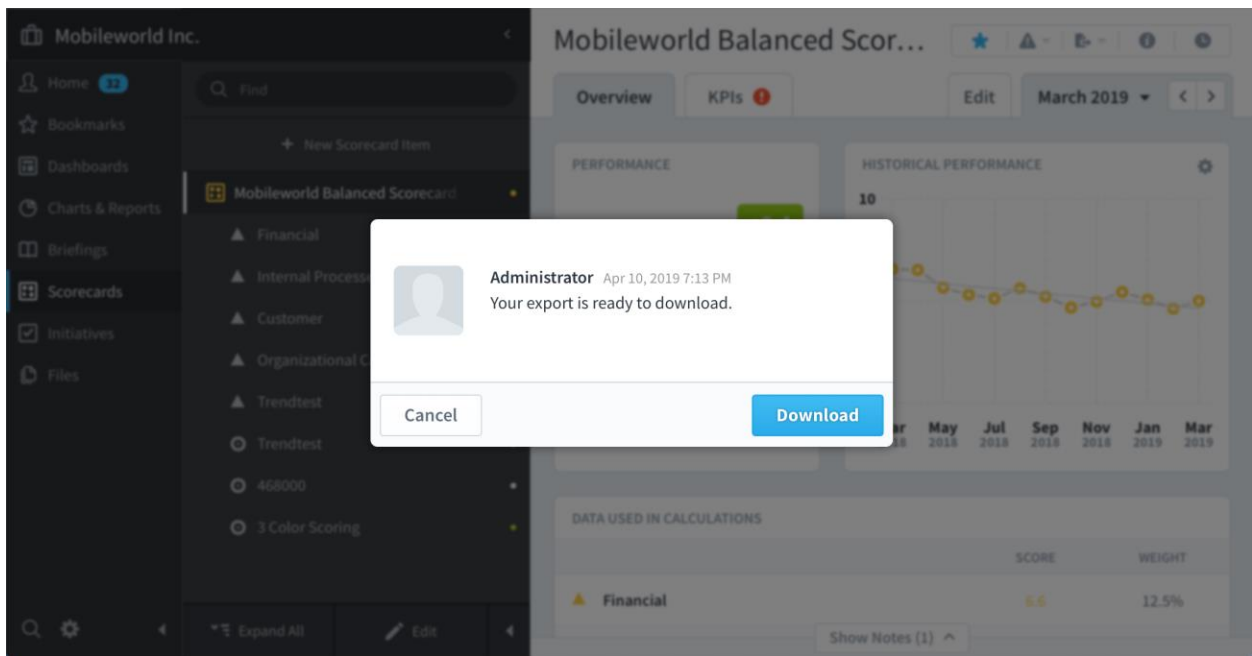 Mobileworld Inc.
Home 32
Bookmarks
Dashboards
Charts & Reports
Briefings
Scorecards
Initiatives
Files
Find
+ New Scorecard Item
Mobileworld Balanced Scorecard
Financial
Internal
Customer
Organizational
Trendtest
Trendtest
468000
3 Color Scoring
Expand All
Edit
Mobileworld Balanced Scor...
Overview
KPIs
Edit
March 2019
PERFORMANCE
HISTORICAL PERFORMANCE
10
May Jul Sep Nov Jan Mar
2018 2018 2018 2018 2019 2019
Administrator Apr 10, 2019 7:13 PM
Your export is ready to download.
Cancel
Download
DATA USED IN CALCULATIONS
SCORE WEIGHT
Financial 6.6 12.5%
Show Notes (1)